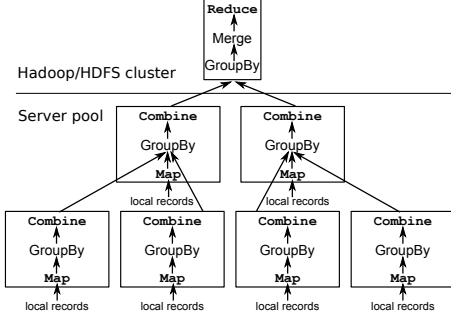 Reduce
Merge
GroupBy
Hadoop/HDFS cluster
Server pool
Combine
GroupBy
Map
local records
Combine
GroupBy
Map
local records
Combine
GroupBy
Map
local records
Combine
GroupBy
Map
local records
Combine
GroupBy
Map
local records
Combine
GroupBy
Map
local records